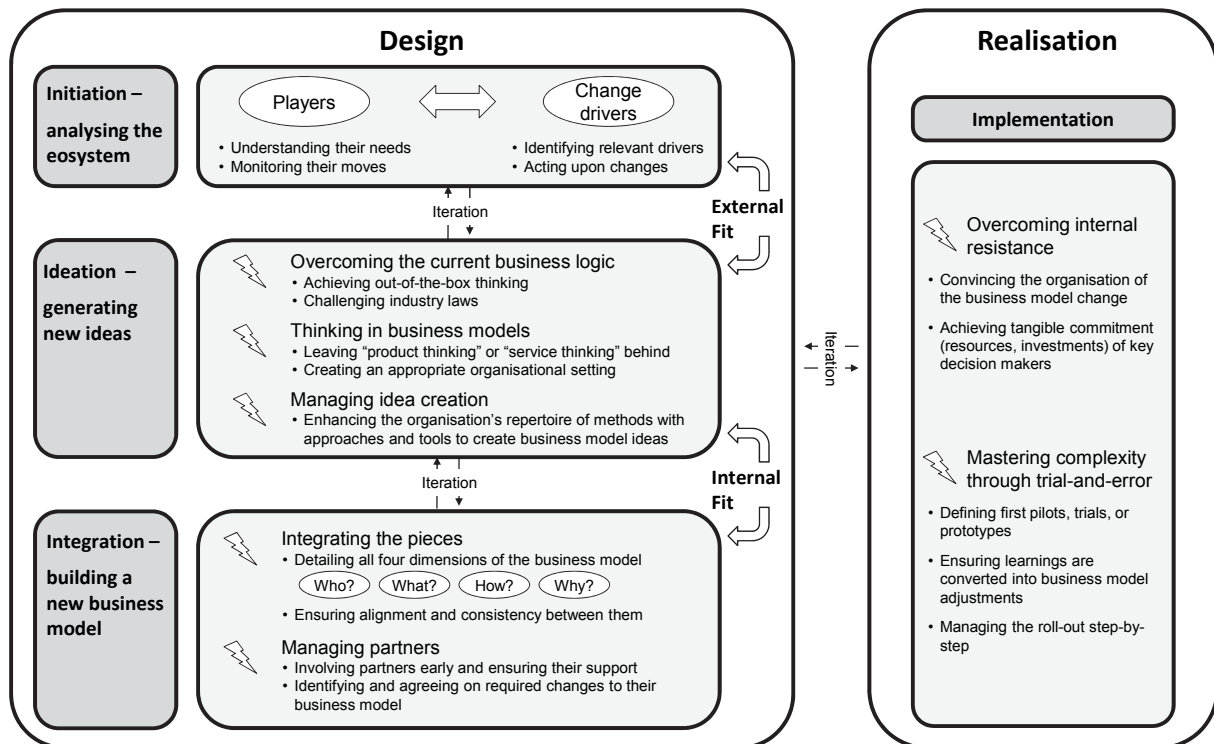 Design
Initiation –
analysing the
eosystem
Players
Change
drivers
• Understanding their needs
• Monitoring their moves
• Identifying relevant drivers
• Acting upon changes
Iteration
External
Fit
Ideation –
generating
new ideas
Overcoming the current business logic
• Achieving out-of-the-box thinking
• Challenging industry laws
Thinking in business models
• Leaving “product thinking” or “service thinking” behind
• Creating an appropriate organisational setting
Managing idea creation
• Enhancing the organisation’s repertoire of methods with
approaches and tools to create business model ideas
Iteration
Internal
Fit
Integration –
building a
new business
model
Integrating the pieces
• Detailing all four dimensions of the business model
Who? What? How? Why?
• Ensuring alignment and consistency between them
Managing partners
• Involving partners early and ensuring their support
• Identifying and agreeing on required changes to their
business model
Iteration
Realisation
Implementation
Overcoming internal
resistance
• Convincing the organisation of
the business model change
• Achieving tangible commitment
(resources, investments) of key
decision makers
Mastering complexity
through trial-and-error
• Defining first pilots, trials, or
prototypes
• Ensuring learnings are
converted into business model
adjustments
• Managing the roll-out step-by-
step